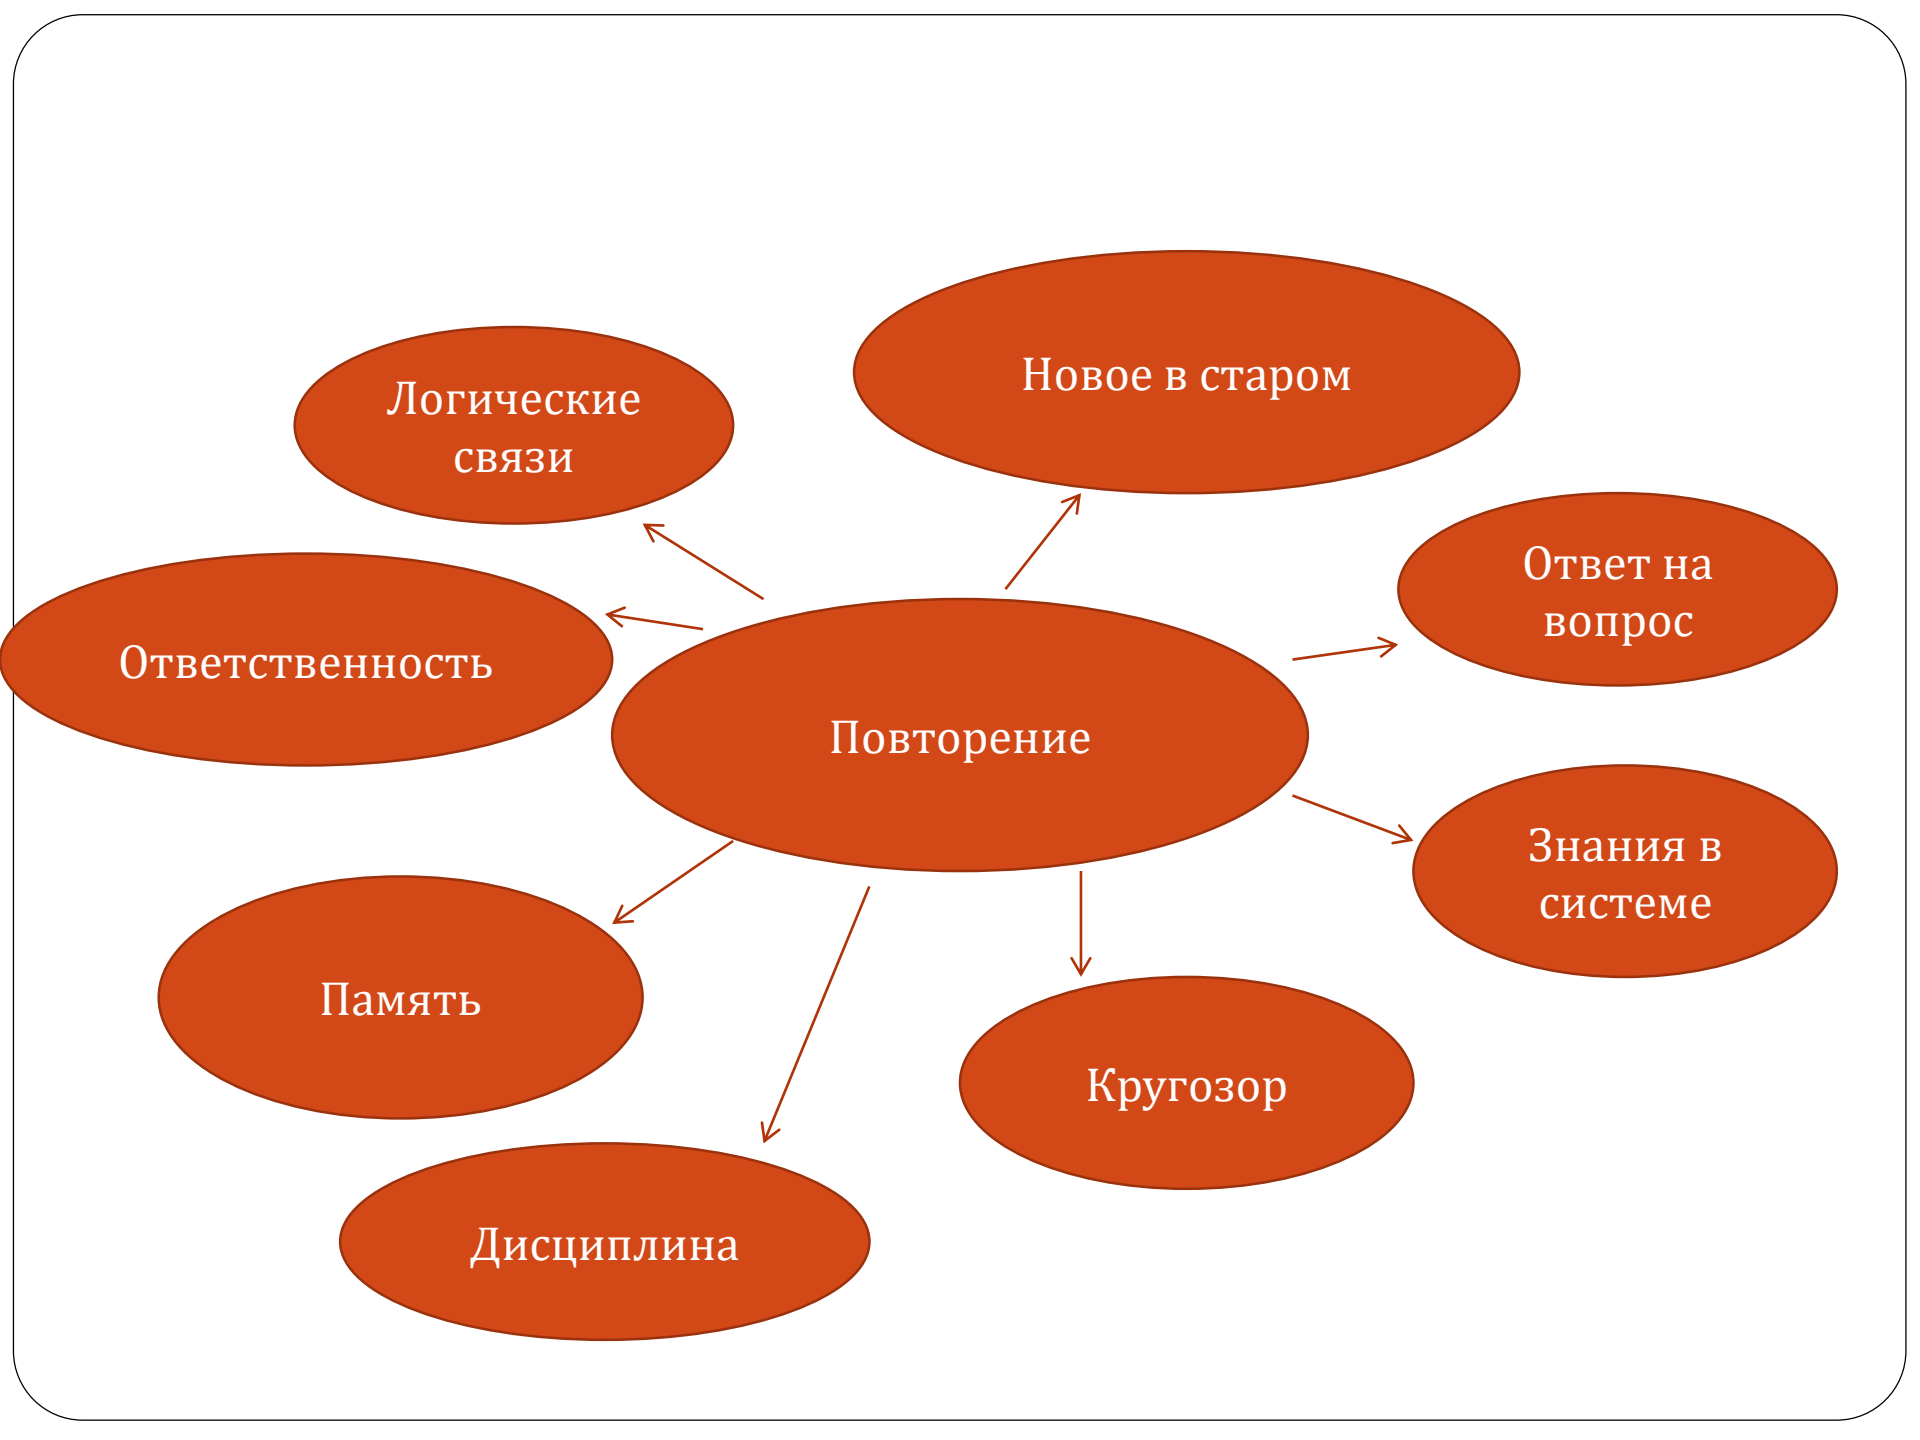 Новое в старом
Логические
связи
Ответ на
вопрос
Ответственность
Повторение
Знания в
системе
Память
Кругозор
Дисциплина